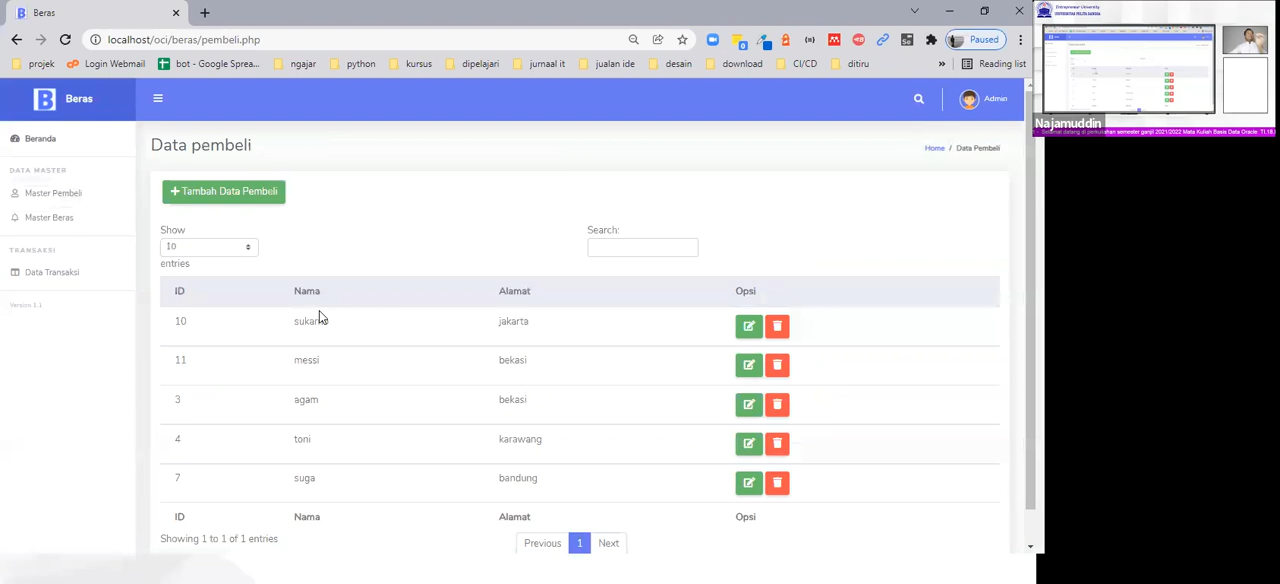 Beras
localhost/oci/beras/pembeli.php
Paused
projek
Login Webmail
bot - Google Sprea...
ngajar
kursus
dipelajari
jurnaal it
jualan ide
desain
download
CI/CD
ditiru
»
Reading list
Beras
Admin
Beranda
DATA MASTER
Master Pembeli
Master Beras
TRANSAKSI
Data Transaksi
Version 1.1
Data pembeli
Home / Data Pembeli
+ Tambah Data Pembeli
Show
10
entries
Search:
ID Nama Alamat Opsi
10 jakarta
11 messi bekasi
3 agam bekasi
4 toni karawang
7 suga bandung
ID Nama Alamat Opsi
Showing 1 to 1 of 1 entries
Previous 1 Next
Entrepreneur University
UNIVERSITAS PELITA BANGSA
Najamuddin
Selamat datang di perkuliahan semester ganjil 2021/2022 Mata Kuliah Basis Data Oracle TI.18.